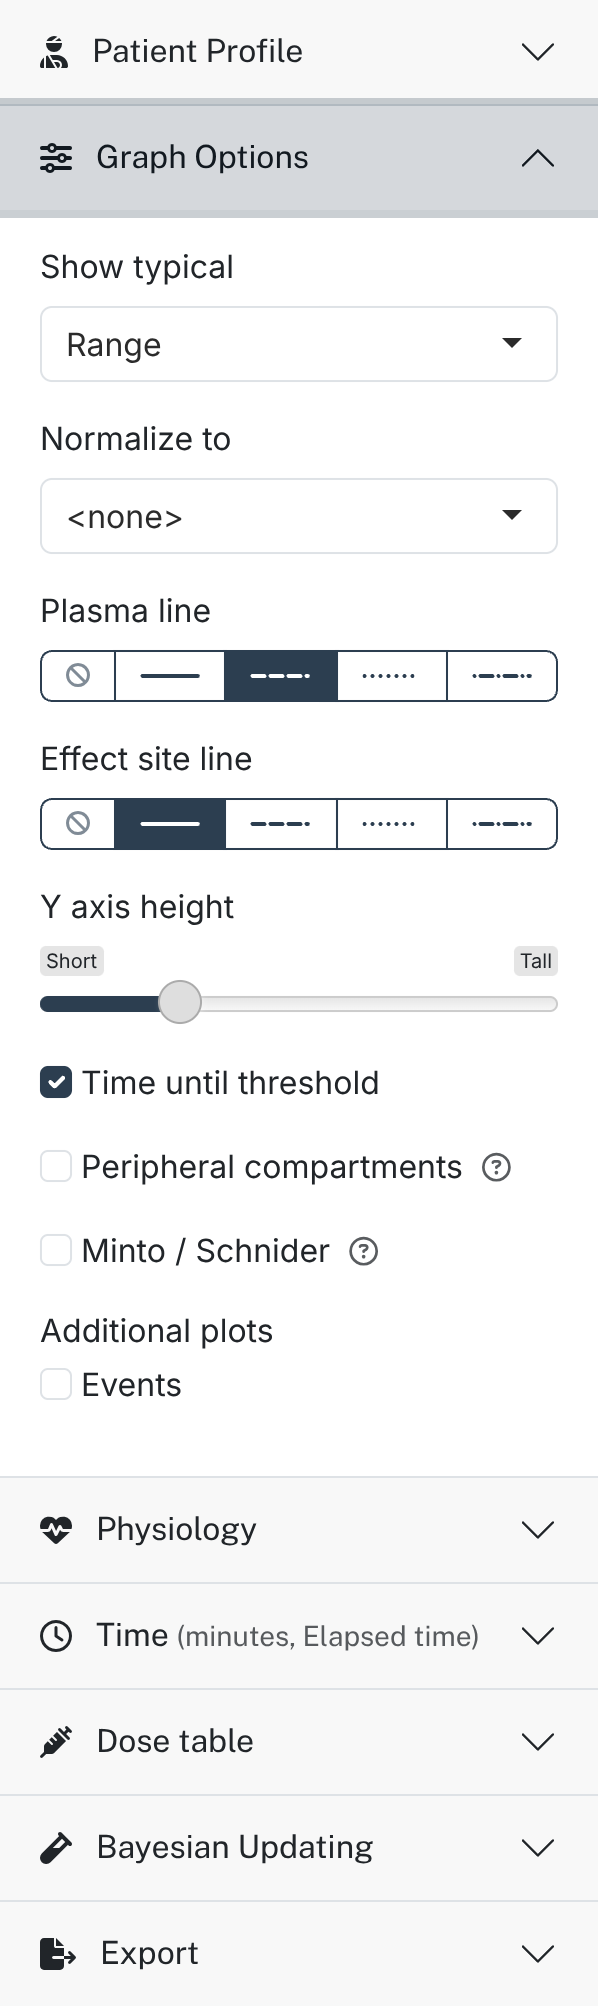 Patient Profile
Graph Options
Show typical
Range
Normalize to
<none>
Plasma line
Effect site line
Y axis height
Short Tall
Time until threshold
Peripheral compartments
Minto / Schnider
Additional plots
Events
Physiology
Time (minutes, Elapsed time)
Dose table
Bayesian Updating
Export